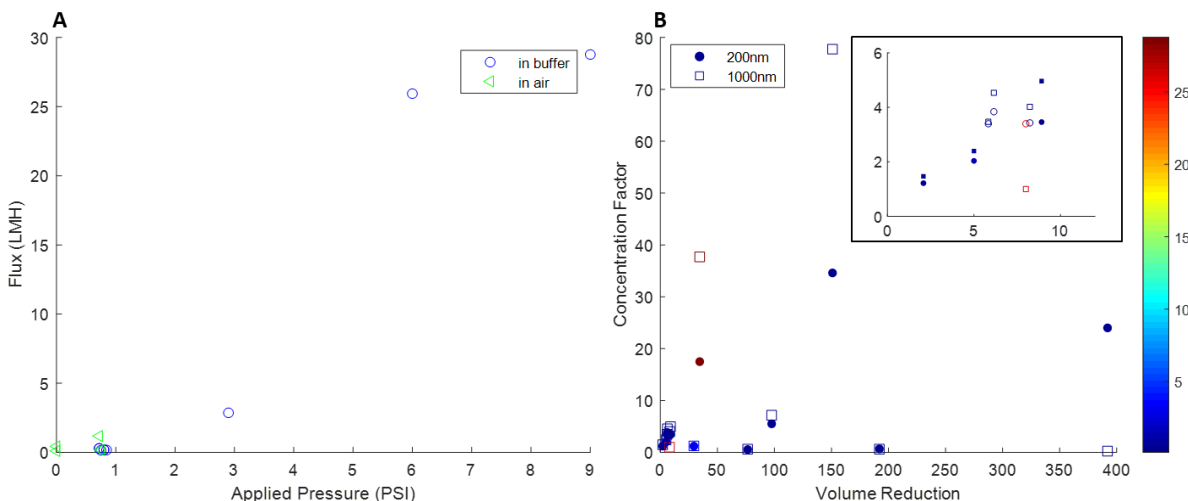 A
30
25
20
15
10
5
0
Flux (LMH)
in buffer
in air
0 1 2 3 4 5 6 7 8 9
Applied Pressure (PSI)
B
80
70
60
50
40
30
20
10
0
Concentration Factor
200nm
1000nm
6
4
2
0
0 5 10
0 50 100 150 200 250 300 350 400
Volume Reduction
25
20
15
10
5